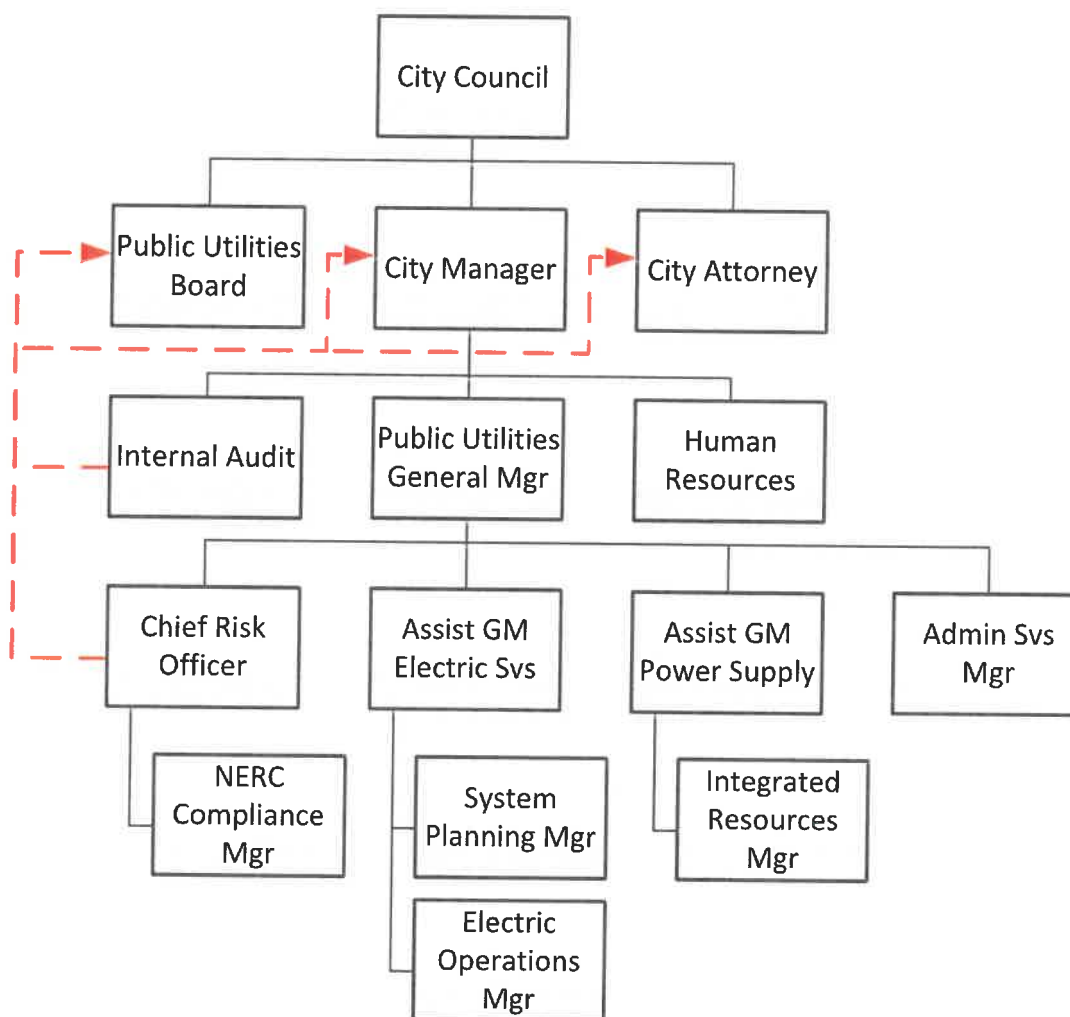 City Council
Public Utilities
Board
City Manager
City Attorney
Internal Audit
Public Utilities
General Mgr
Human
Resources
Chief Risk
Officer
Assist GM
Electric Svs
Assist GM
Power Supply
Admin Svs
Mgr
NERC
Compliance
Mgr
System
Planning Mgr
Integrated
Resources
Mgr
Electric
Operations
Mgr